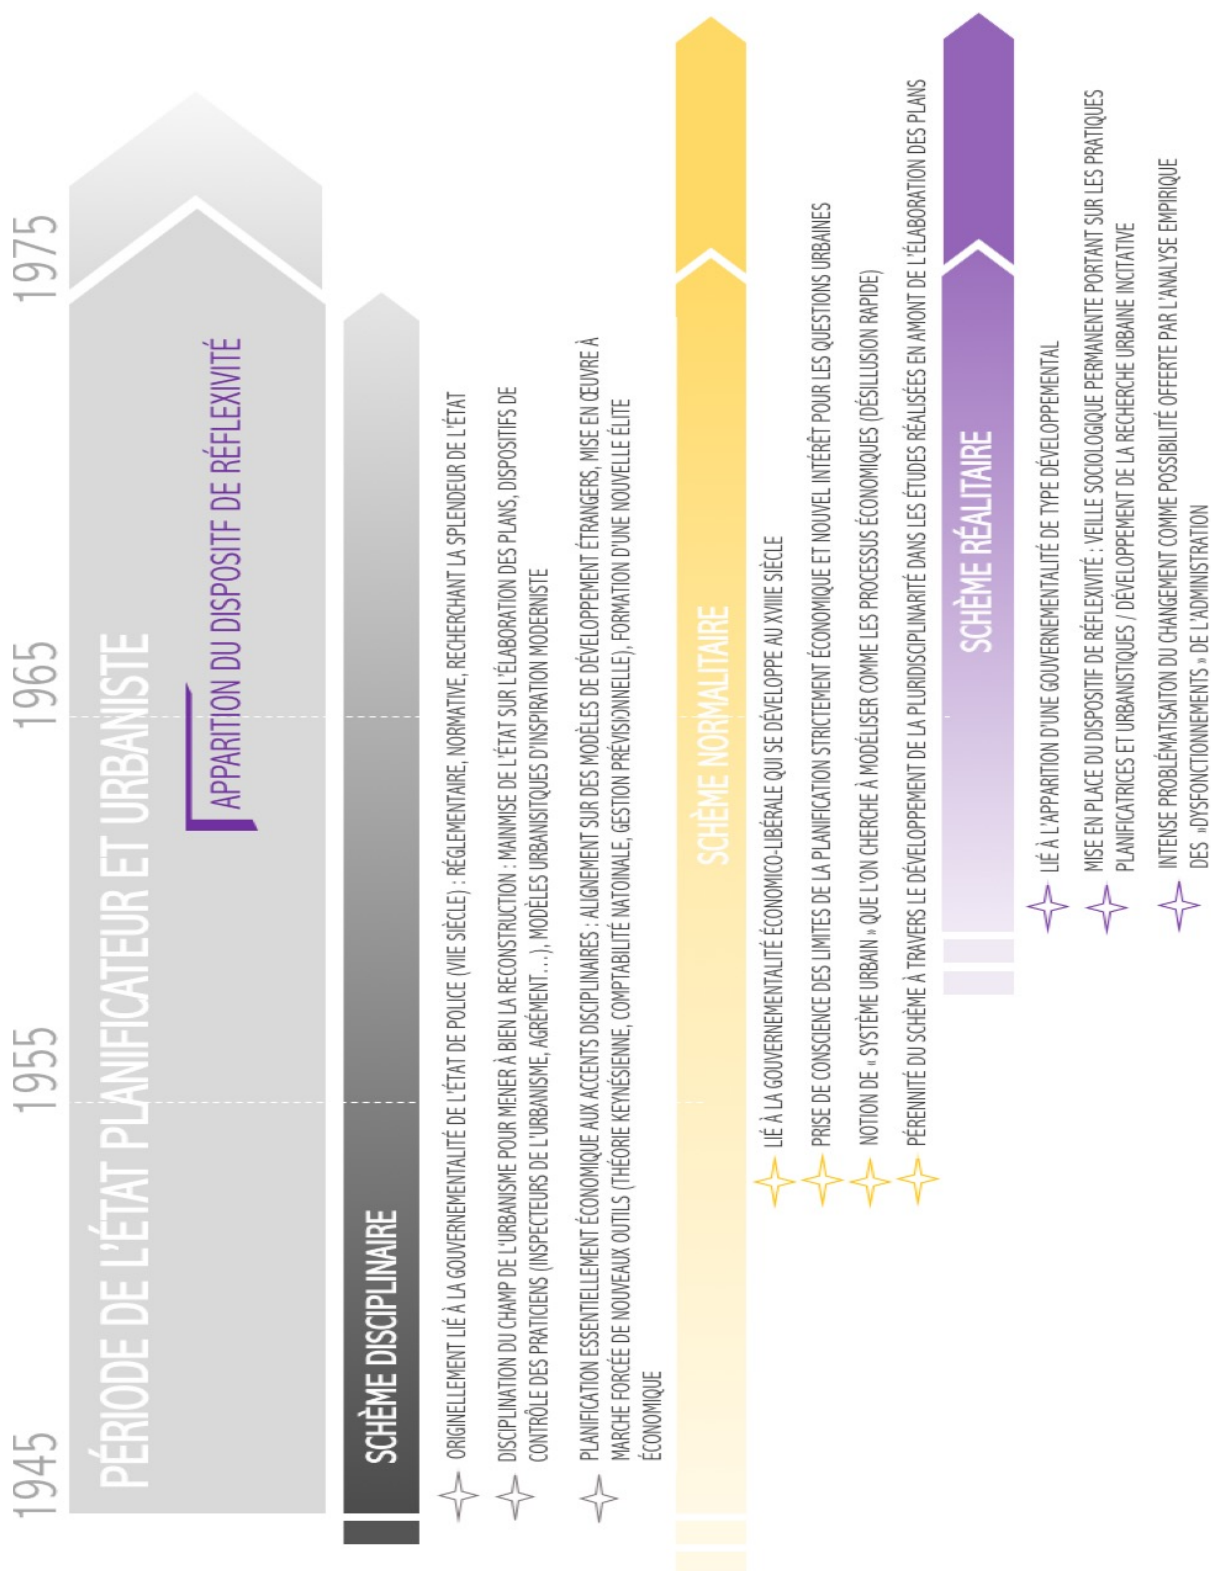 1945 1955 1965 1975
PÉRIODE DE L'ÉTAT PLANIFICATEUR ET URBANISTE
APPARITION DU DISPOSITF DE RÉFLEXIVITÉ
SCHÈME DISCIPLINAIRE
ORIGINELLEMENT LIÉ À LA GOUVERNEMENTALITÉ DE L'ÉTAT DE POLICE (VIIE SIÈCLE) : RÉGLEMENTAIRE, NORMATIVE, RECHERCHANT LA SPLENDEUR DE L'ÉTAT
DISCIPLINATION DU CHAMP DE L'URBANISME POUR MENER À BIEN LA RECONSTRUCTION : MAINMISE DE L'ÉTAT SUR L'ÉLABORATION DES PLANS, DISPOSITIFS DE
CONTRÔLE DES PRATICIENS (INSPECTEURS DE L'URBANISME, AGRÉMENT...), MODÈLES URBANISITQUES D'INSPIRATION MODERNISTE
PLANIFICATION ESSENTIELLEMENT ÉCONOMIQUE AUX ACCENTS DISCIPLINAIRES : ALIGNEMENT SUR DES MODÈLES DE DÉVELOPPEMENT ÉTRANGERS, MISE EN ŒUVRE À
MARCHE FORCÉE DE NOUVEAUX OUTILS (THÉORIE KEYNÉSIENNE, COMPTABILITÉ NATOINALE, GESTION PRÉVISIONNELLE), FORMATION D'UNE NOUVELLE ÉLITE
ÉCONOMIQUE
SCHÈME NORMALITAIRE
LIÉ À LA GOUVERNEMENTALITÉ ÉCONOMICO-LIBÉRALE QUI SE DÉVELOPPE AU XVIIIE SIÈCLE
PRISE DE CONSCIENCE DES LIMITES DE LA PLANIFICATION STRICTEMENT ÉCONOMIQUE ET NOUVEL INTÉRÊT POUR LES QUESTIONS URBAINES
NOTION DE « SYSTÈME URBAIN » QUE L'ON CHERCHE À MODÉLISER COMME LES PROCESSUS ÉCONOMIQUES (DÉSILLUSION RAPIDE)
PÉRENNITÉ DU SCHÈME À TRAVERS LE DÉVELOPPEMENT DE LA PLURIDISCIPLINARITÉ DANS LES ÉTUDES RÉALISÉES EN AMONT DE L'ÉLABORATION DES PLANS
SCHÈME RÉALITAIRE
LIÉ À L'APPARITION D'UNE GOUVERNEMENTALITÉ DE TYPE DÉVELOPPEMENTAL
MISE EN PLACE DU DISPOSITIF DE RÉFLEXIVITÉ : VEILLE SOCIOLOGIQUE PERMANENTE PORTANT SUR LES PRATIQUES
PLANIFICATRICES ET URBANISTIQUES / DÉVELOPPEMENT DE LA RECHERCHE URBAINE INCITATIVE
INTENSE PROBLÉMATISAITON DU CHANGEMENT COMME POSSIBILITÉ OFFERTE PAR L'ANALYSE EMPIRIQUE
DES »DYSFONCTIONNEMENTS » DE L'ADMINISTRATION